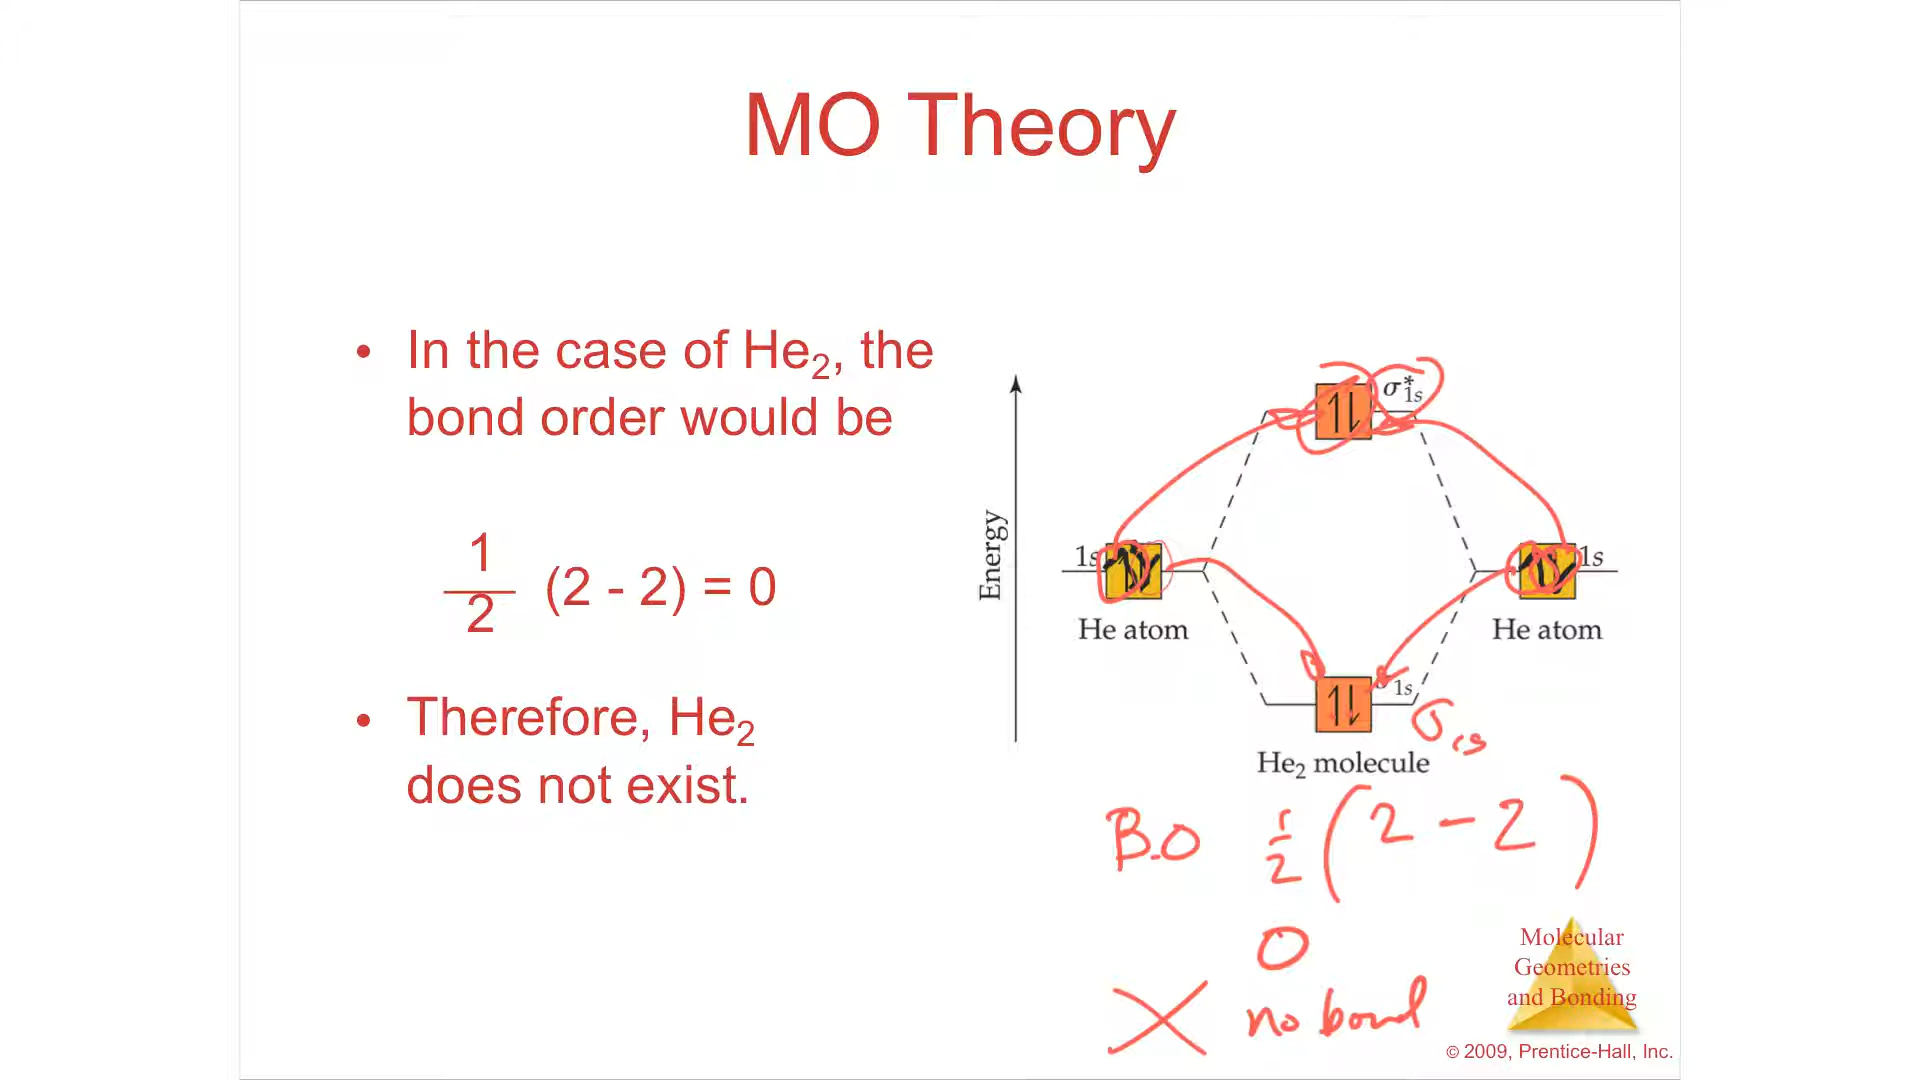 MO Theory
• In the case of He₂, the
bond order would be
1
2
(2 - 2) = 0
• Therefore, He₂
does not exist.
Energy
σ*1s
1s
1s
He atom
He atom
1s
σ1s
He₂ molecule
B.O 1/2 (2 - 2)
0
X no bond
Molecular
Geometries
and Bonding
© 2009, Prentice-Hall, Inc.